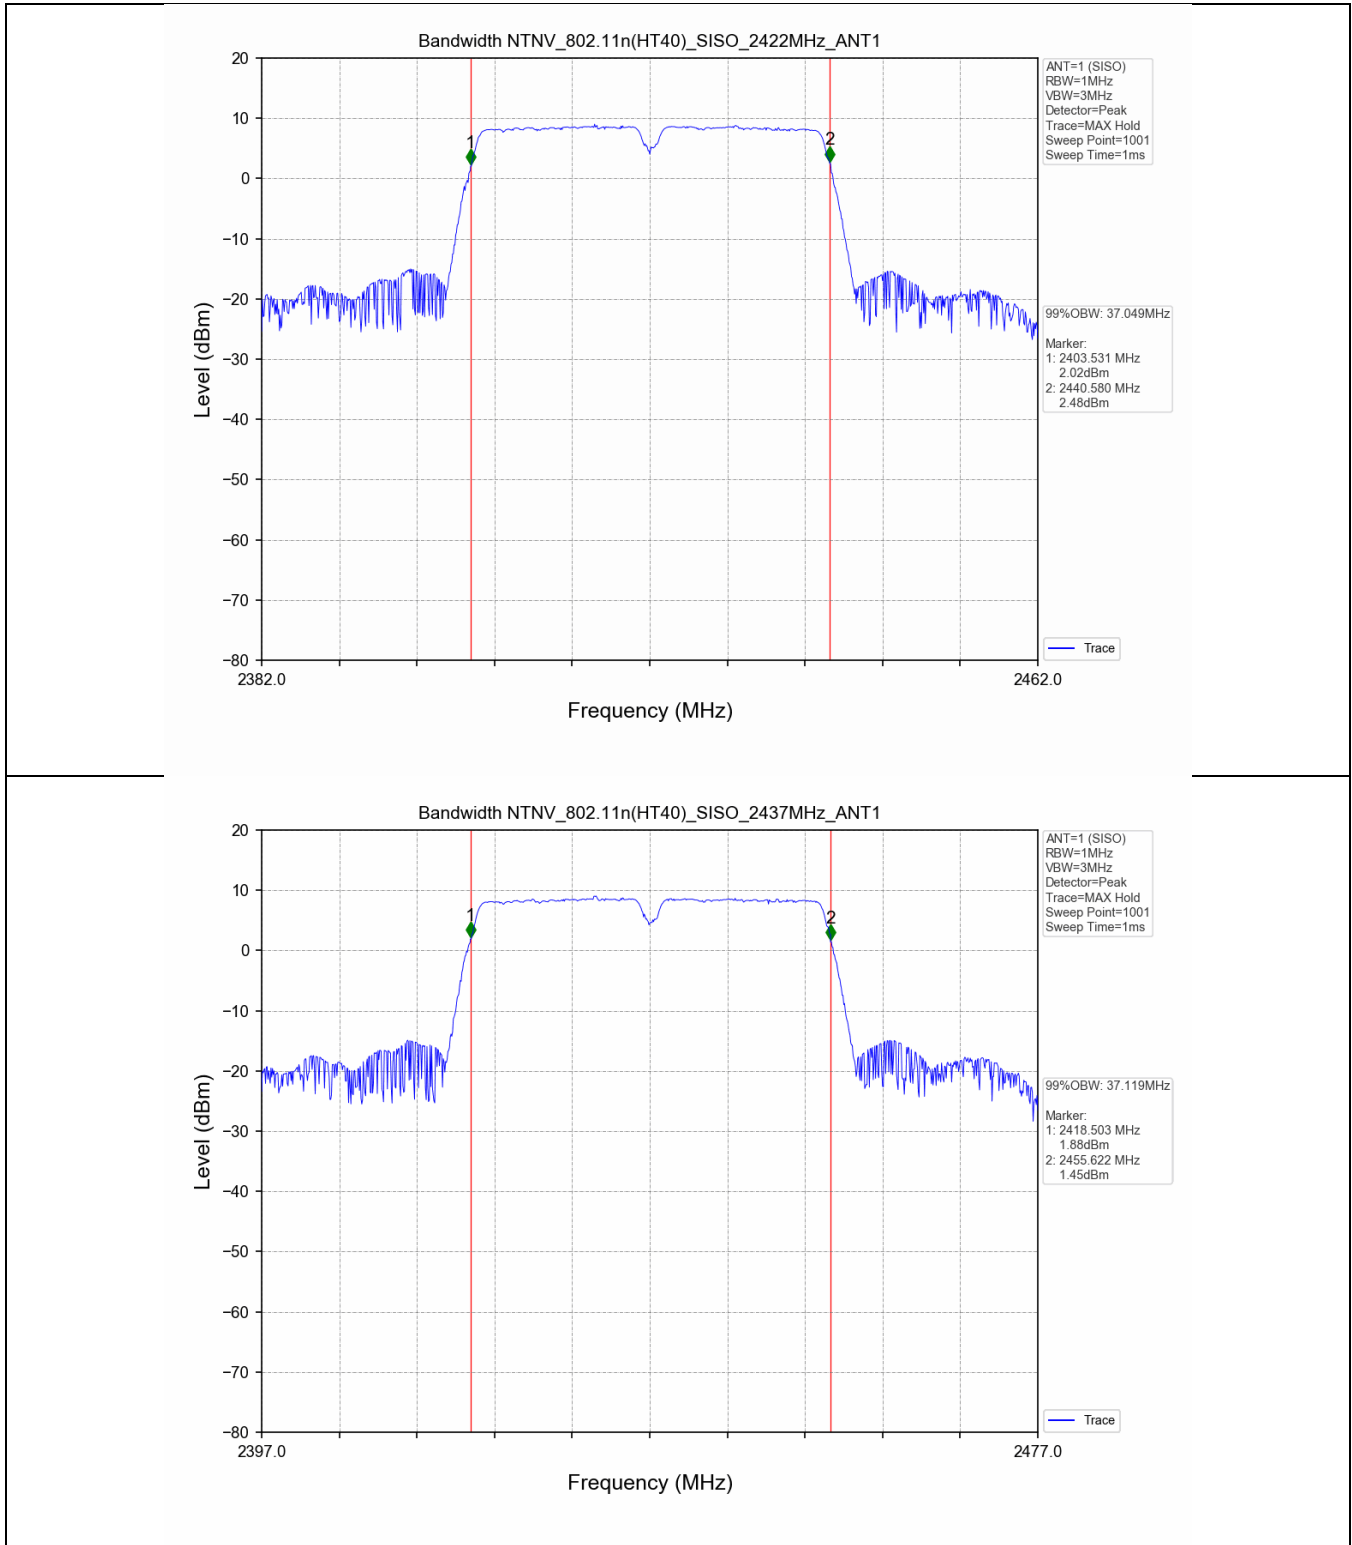 Bandwidth NTNV_802.11n(HT40)_SISO_2422MHz_ANT1
20
10
0
−10
−20
−30
−40
−50
−60
−70
−80
Level (dBm)
1
2
2382.0
2462.0
Frequency (MHz)
ANT=1 (SISO)
RBW=1MHz
VBW=3MHz
Detector=Peak
Trace=MAX Hold
Sweep Point=1001
Sweep Time=1ms
99%OBW: 37.049MHz
Marker:
1: 2403.531 MHz
2.02dBm
2: 2440.580 MHz
2.48dBm
Trace
Bandwidth NTNV_802.11n(HT40)_SISO_2437MHz_ANT1
20
10
0
−10
−20
−30
−40
−50
−60
−70
−80
Level (dBm)
1
2
2397.0
2477.0
Frequency (MHz)
ANT=1 (SISO)
RBW=1MHz
VBW=3MHz
Detector=Peak
Trace=MAX Hold
Sweep Point=1001
Sweep Time=1ms
99%OBW: 37.119MHz
Marker:
1: 2418.503 MHz
1.88dBm
2: 2455.622 MHz
1.45dBm
Trace